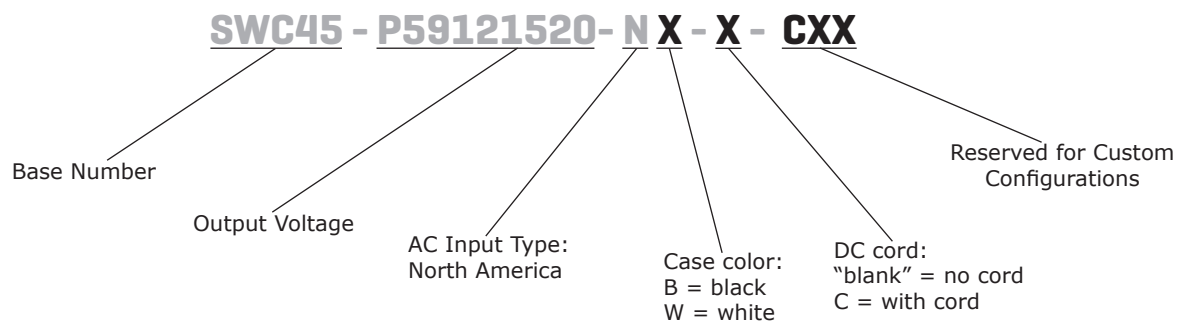 SWC45 - P59121520- N X - X - CXX
Base Number
Output Voltage
AC Input Type:
North America
Case color:
B = black
W = white
DC cord:
“blank” = no cord
C = with cord
Reserved for Custom
Configurations